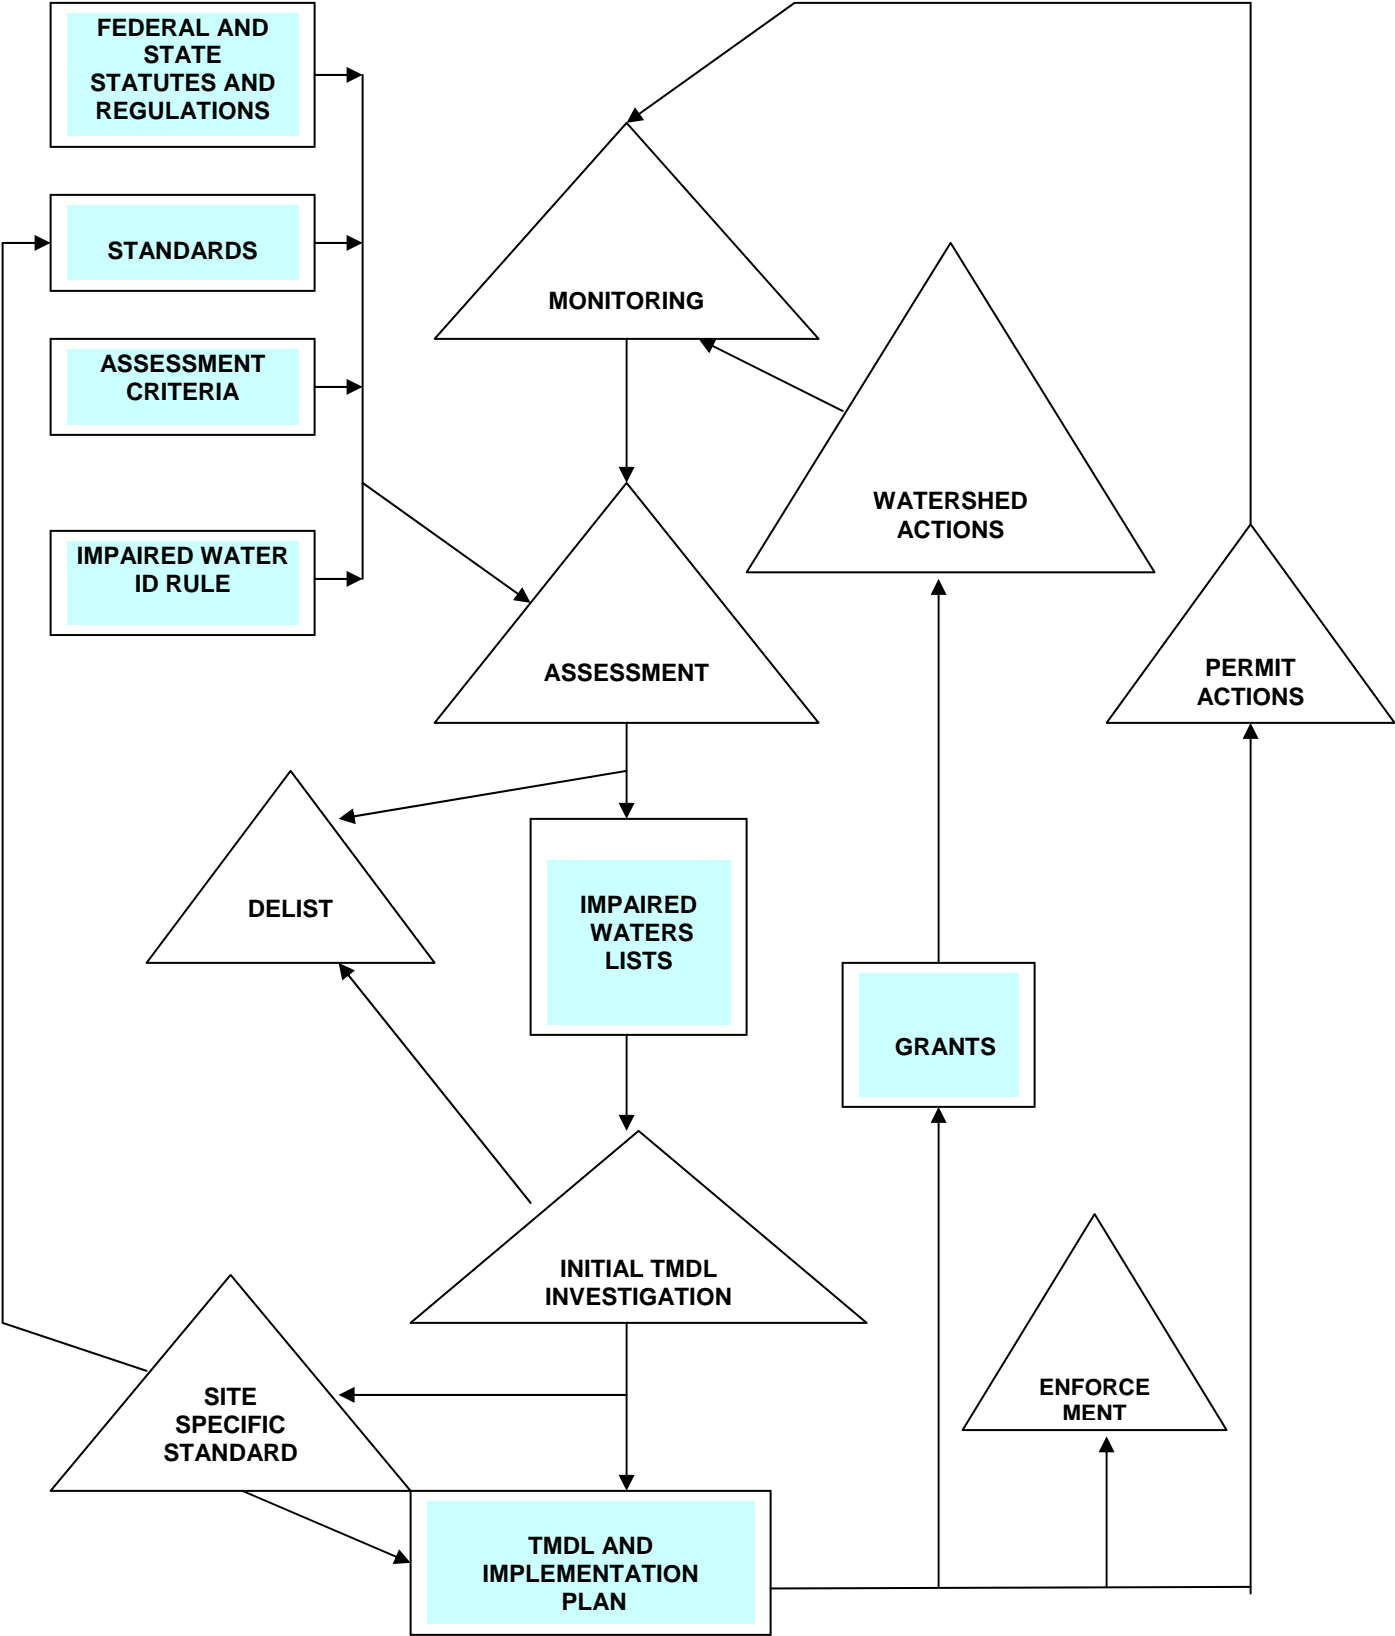 FEDERAL AND
STATE
STATUTES AND
REGULATIONS
STANDARDS
ASSESSMENT
CRITERIA
IMPAIRED WATER
ID RULE
MONITORING
WATERSHED
ACTIONS
ASSESSMENT
PERMIT
ACTIONS
DELIST
IMPAIRED
WATERS
LISTS
GRANTS
INITIAL TMDL
INVESTIGATION
SITE
SPECIFIC
STANDARD
ENFORCE
MENT
TMDL AND
IMPLEMENTATION
PLAN